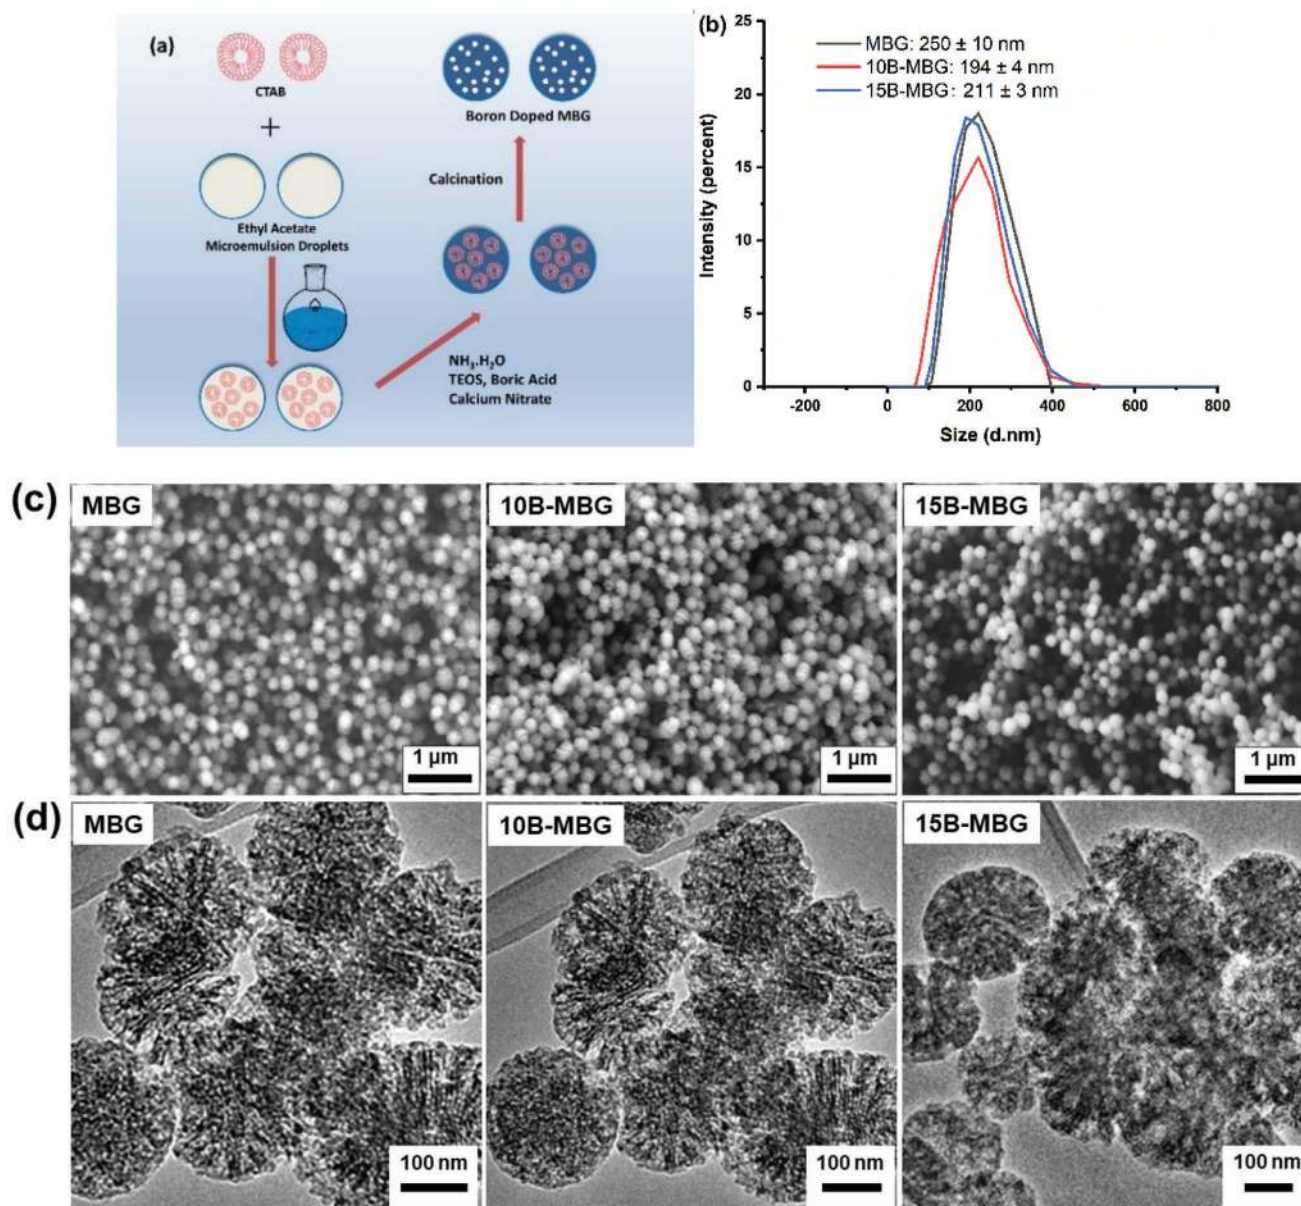 (a)
CTAB
+
Ethyl Acetate
Microemulsion Droplets
NH₃.H₂O
TEOS, Boric Acid
Calcium Nitrate
Calcination
Boron Doped MBG
(b)
MBG: 250 ± 10 nm
10B-MBG: 194 ± 4 nm
15B-MBG: 211 ± 3 nm
Intensity (percent)
25
20
15
10
5
0
-200 0 200 400 600 800
Size (d.nm)
(c)
MBG
1 µm
10B-MBG
1 µm
15B-MBG
1 µm
(d)
MBG
100 nm
10B-MBG
100 nm
15B-MBG
100 nm